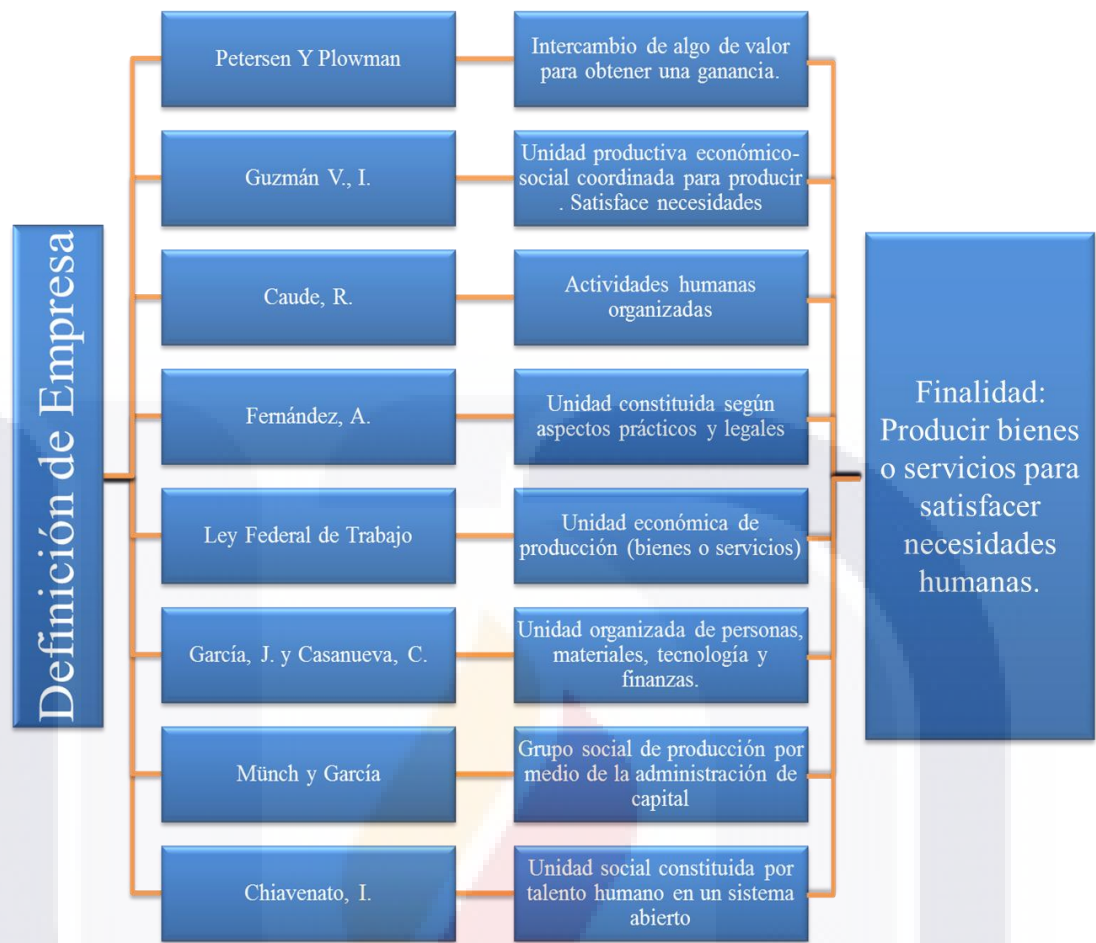 Definición de Empresa
Petersen Y Plowman
Intercambio de algo de valor
para obtener una ganancia.
Guzmán V., I.
Unidad productiva económico-
social coordinada para producir
. Satisface necesidades
Caude, R.
Actividades humanas
organizadas
Fernández, A.
Unidad constituida según
aspectos prácticos y legales
Ley Federal de Trabajo
Unidad económica de
producción (bienes o servicios)
García, J. y Casanueva, C.
Unidad organizada de personas,
materiales, tecnología y
finanzas.
Münch y García
Grupo social de producción por
medio de la administración de
capital
Chiavenato, I.
Unidad social constituida por
talento humano en un sistema
abierto
Finalidad:
Producir bienes
o servicios para
satisfacer
necesidades
humanas.